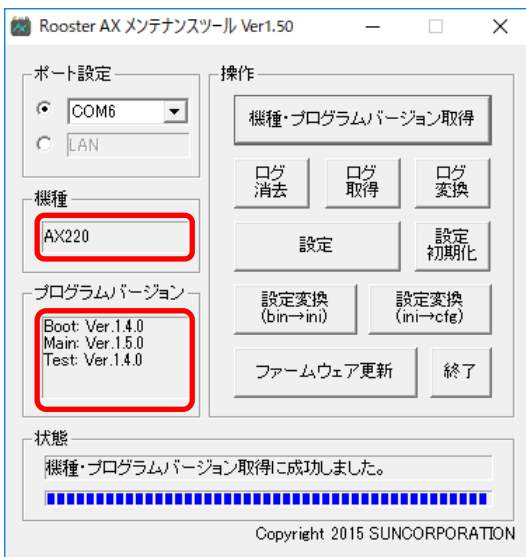 Rooster AX メンテナンスツール Ver1.50
ポート設定
COM6
LAN
機種
AX220
プログラムバージョン
Boot: Ver.1.4.0
Main: Ver.1.5.0
Test: Ver.1.4.0
操作
機種・プログラムバージョン取得
ログ
消去
ログ
取得
ログ
変換
設定
設定
初期化
設定変換
(bin→ini)
設定変換
(ini→cfg)
ファームウェア更新
終了
状態
機種・プログラムバージョン取得に成功しました。
Copyright 2015 SUNCORPORATION